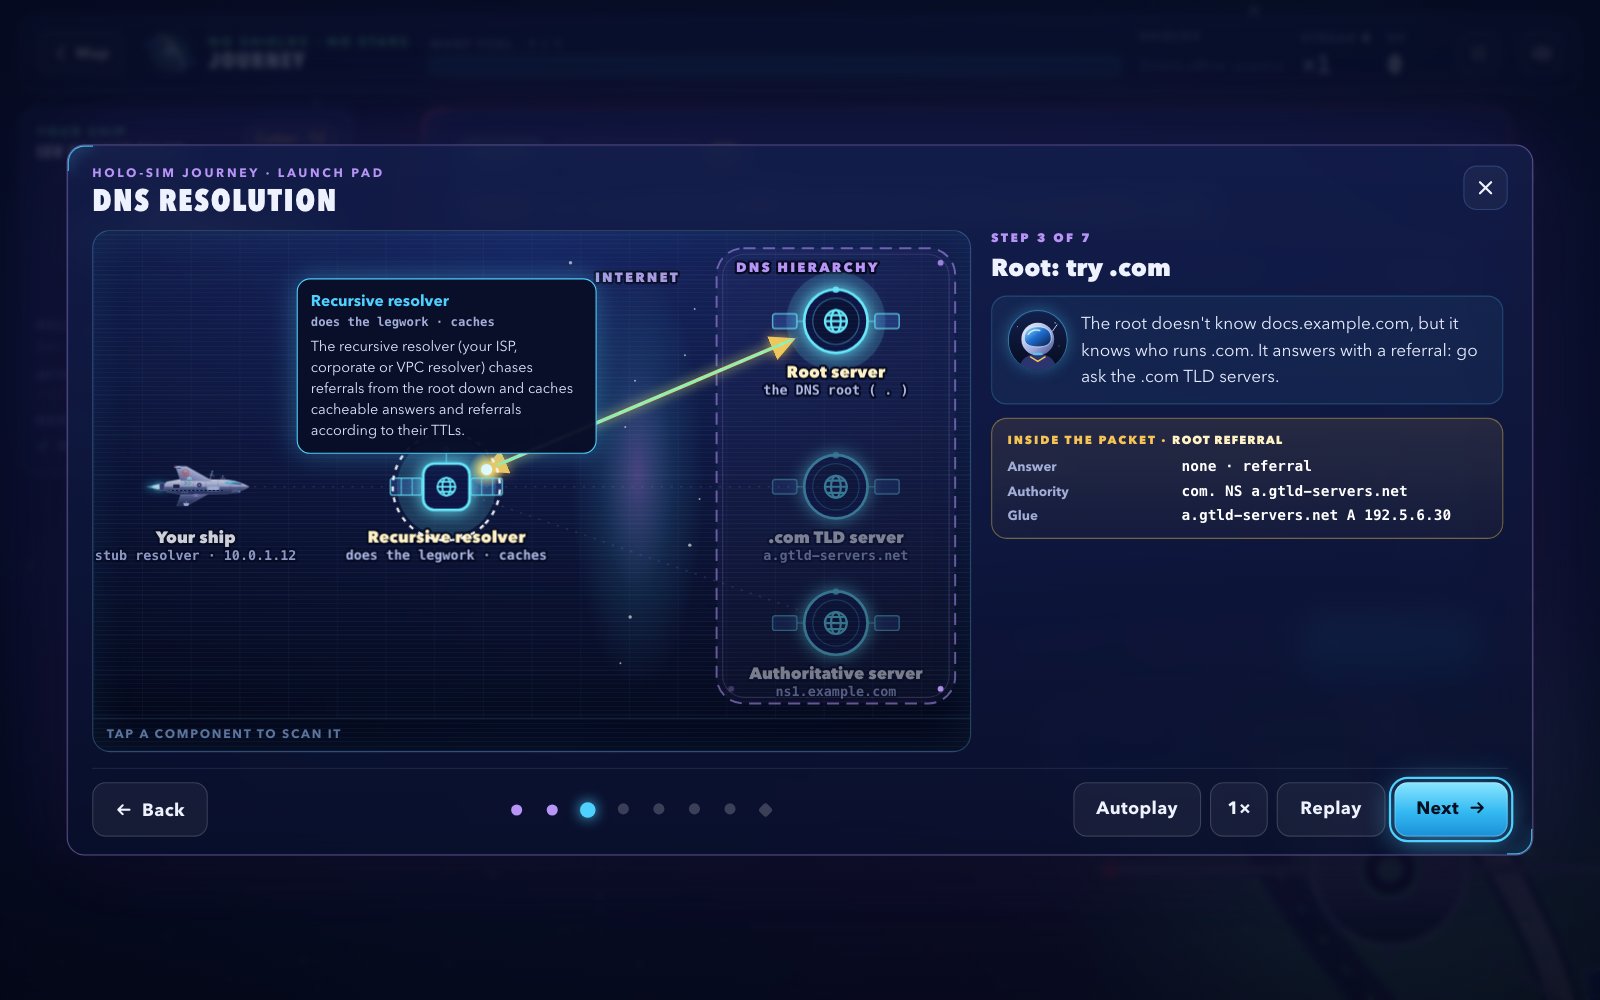 Map
JOURNEY
HOLO-SIM JOURNEY · LAUNCH PAD
DNS RESOLUTION
INTERNET
DNS HIERARCHY
Recursive resolver
does the legwork · caches
The recursive resolver (your ISP,
corporate or VPC resolver) chases
referrals from the root down and caches
cacheable answers and referrals
according to their TTLs.
Root server
the DNS root ( . )
Your ship
stub resolver · 10.0.1.12
Recursive resolver
does the legwork · caches
.com TLD server
a.gtld-servers.net
Authoritative server
ns1.example.com
TAP A COMPONENT TO SCAN IT
STEP 3 OF 7
Root: try .com
The root doesn't know docs.example.com, but it
knows who runs .com. It answers with a referral: go
ask the .com TLD servers.
INSIDE THE PACKET · ROOT REFERRAL
Answer none · referral
Authority com. NS a.gtld-servers.net
Glue a.gtld-servers.net A 192.5.6.30
← Back
Autoplay
1×
Replay
Next →